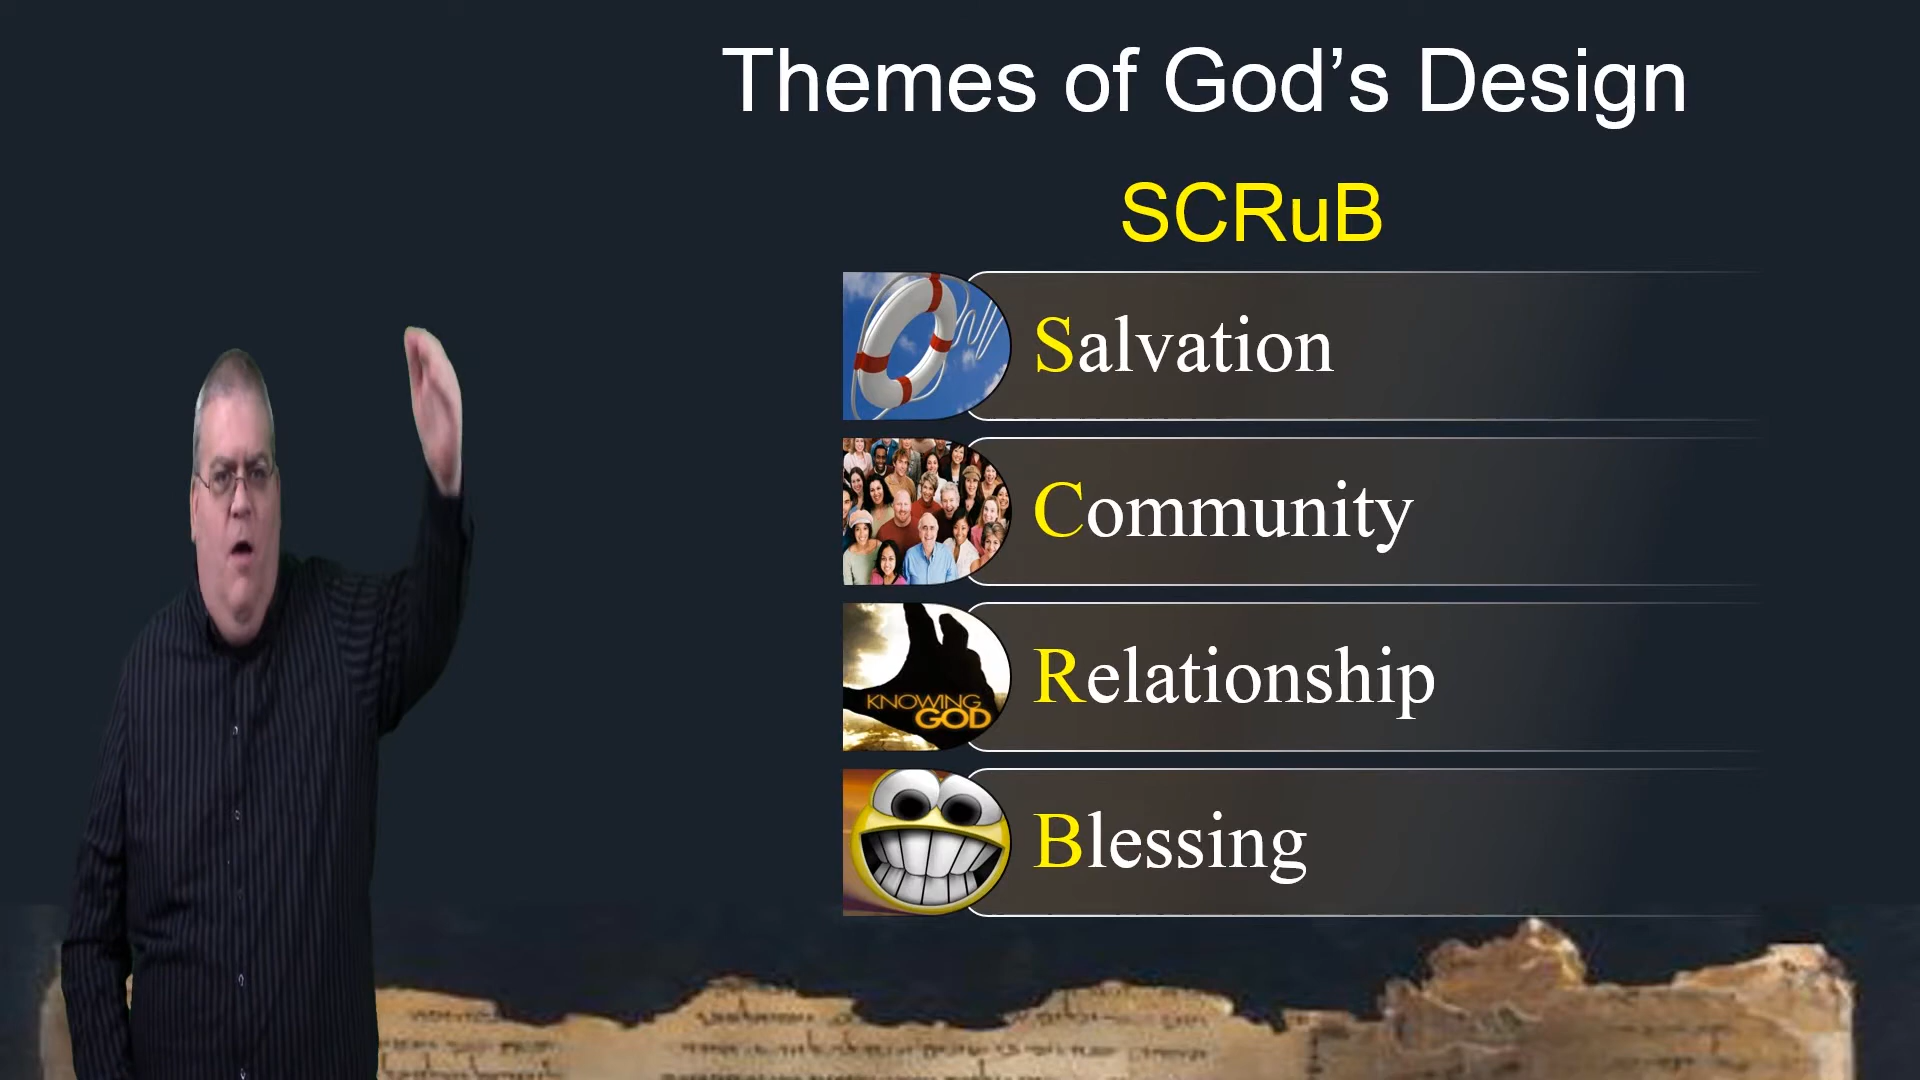 Themes of God’s Design
SCRuB
Salvation
Community
Relationship
KNOWING
GOD
Blessing